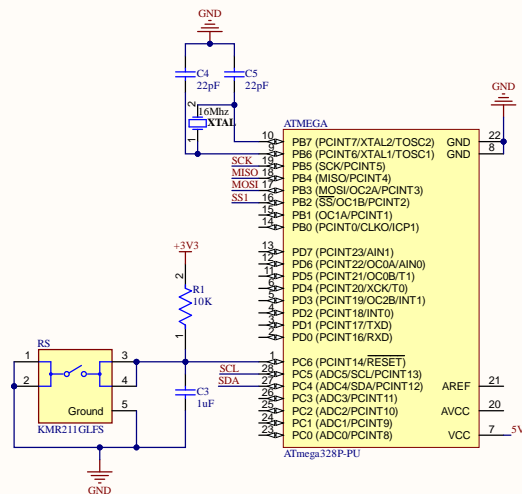 GND
C4
22pF
C5
22pF
2
16Mhz
XTAL
1
GND
ATMEGA
10 PB7 (PCINT7/XTAL2/TOSC2) GND 22
9 PB6 (PCINT6/XTAL1/TOSC1) GND 8
SCK 19 PB5 (SCK/PCINT5)
MISO 18 PB4 (MISO/PCINT4)
MOSI 17 PB3 (MOSI/OC2A/PCINT3)
SS1 16 PB2 (SS/OC1B/PCINT2)
15 PB1 (OC1A/PCINT1)
14 PB0 (PCINT0/CLKO/ICP1)
13 PD7 (PCINT23/AIN1)
12 PD6 (PCINT22/OC0A/AIN0)
11 PD5 (PCINT21/OC0B/T1)
6 PD4 (PCINT20/XCK/T0)
5 PD3 (PCINT19/OC2B/INT1)
4 PD2 (PCINT18/INT0)
3 PD1 (PCINT17/TXD)
2 PD0 (PCINT16/RXD)
+3V3
2
R1
10K
1
1 PC6 (PCINT14/RESET)
SCL 28 PC5 (ADC5/SCL/PCINT13)
SDA 27 PC4 (ADC4/SDA/PCINT12) AREF 21
26 PC3 (ADC3/PCINT11)
25 PC2 (ADC2/PCINT10) AVCC 20
24 PC1 (ADC1/PCINT9)
23 PC0 (ADC0/PCINT8) VCC 7 5V
ATmega328P-PU
RS
1 3
2 4
Ground 5
KMR211GLFS
C3
1uF
GND